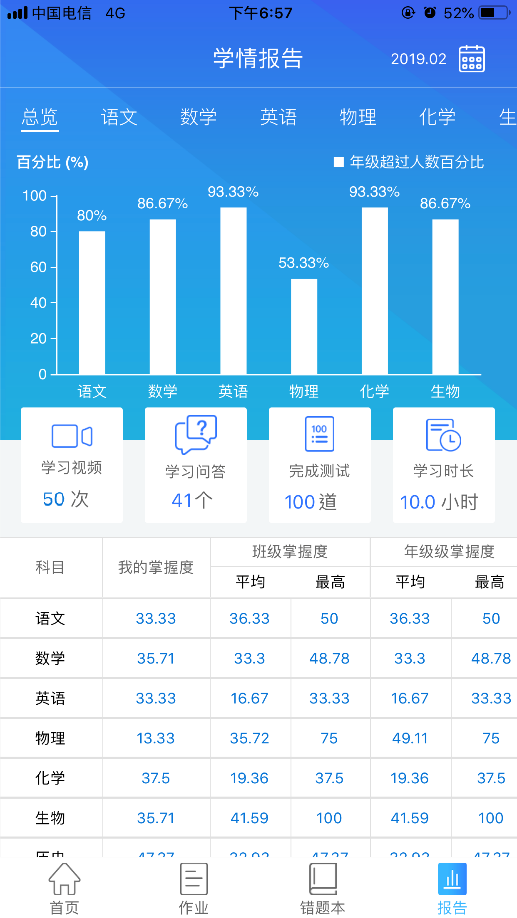 中国电信 4G 下午6:57 52%
学情报告 2019.02
总览 语文 数学 英语 物理 化学 生
百分比 (%) 年级超过人数百分比
100
80
60
40
20
0
80% 86.67% 93.33% 53.33% 93.33% 86.67%
语文 数学 英语 物理 化学 生物
学习视频 学习问答 完成测试 学习时长
50 次 41个 100道 10.0 小时
科目 我的掌握度 班级掌握度 年级级掌握度
平均 最高 平均 最高
语文 33.33 36.33 50 36.33 50
数学 35.71 33.3 48.78 33.3 48.78
英语 33.33 16.67 33.33 16.67 33.33
物理 13.33 35.72 75 49.11 75
化学 37.5 19.36 37.5 19.36 37.5
生物 35.71 41.59 100 41.59 100
首页 作业 错题本 报告